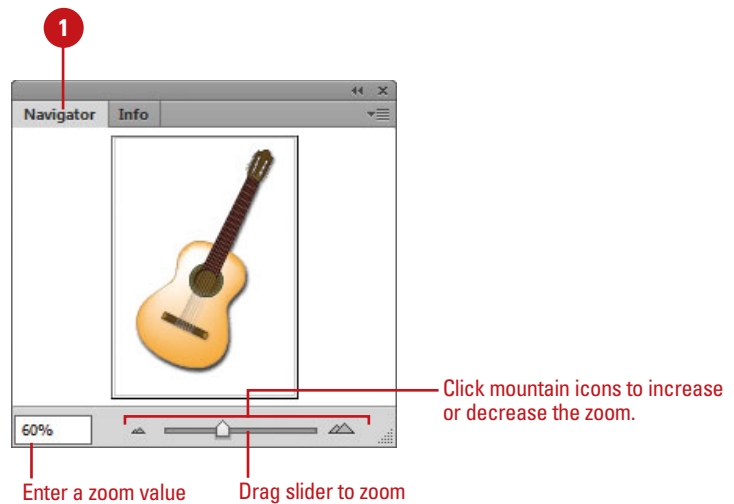 1
Navigator Info
Click mountain icons to increase
or decrease the zoom.
60%
Enter a zoom value
Drag slider to zoom